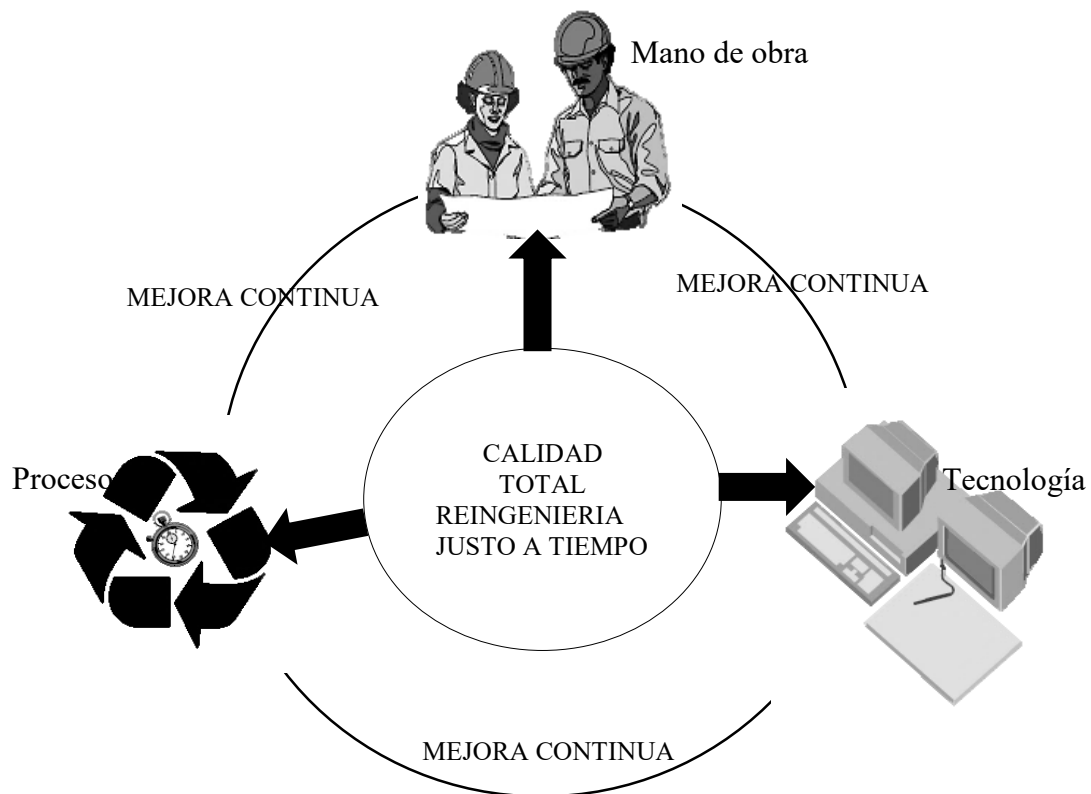 Mano de obra
MEJORA CONTINUA
MEJORA CONTINUA
CALIDAD
TOTAL
REINGENIERIA
JUSTO A TIEMPO
Proceso
Tecnología
MEJORA CONTINUA